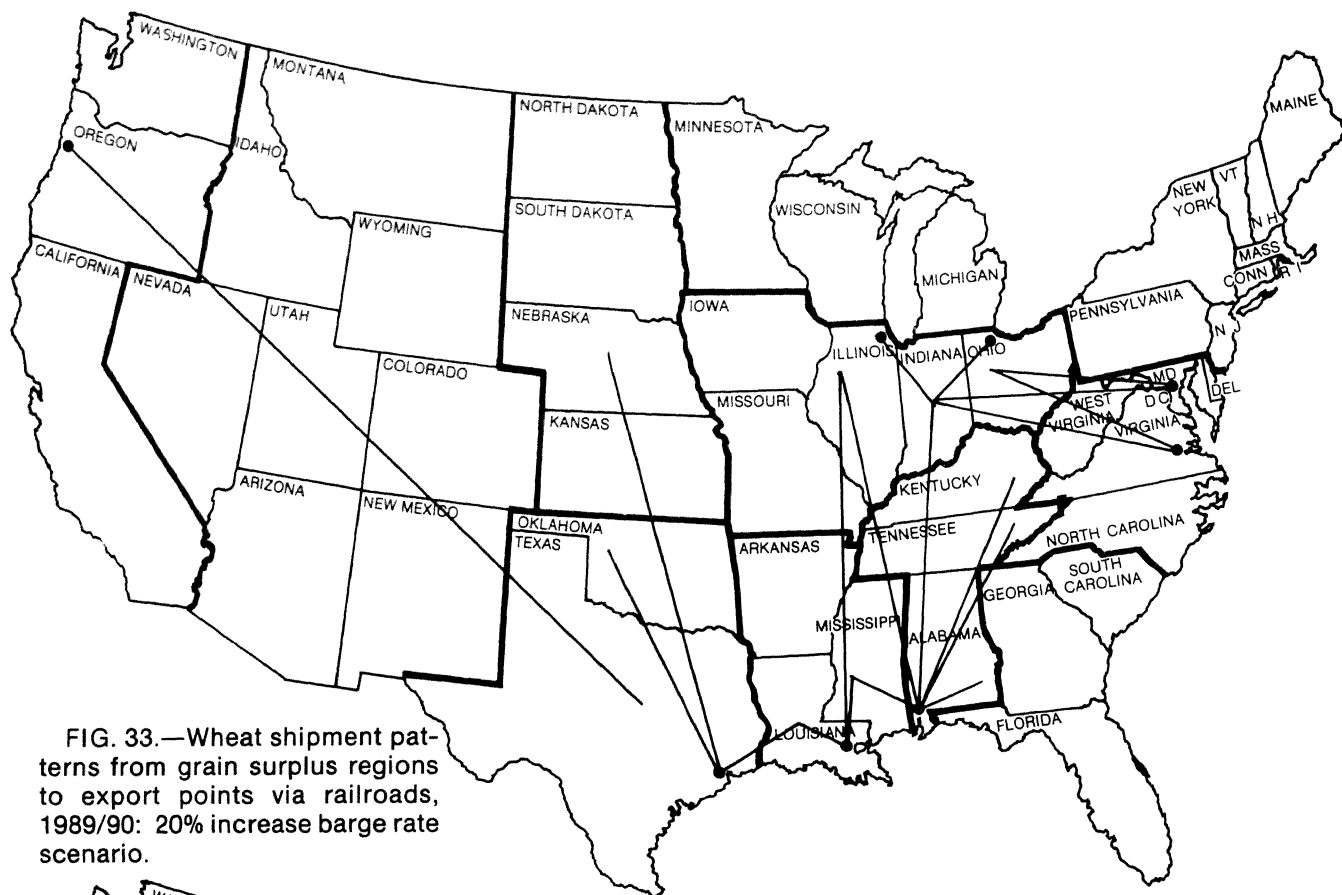 WASHINGTON
MONTANA
NORTH DAKOTA
MINNESOTA
MAINE
OREGON
IDAHO
VT
NEW
YORK
N H
WISCONSIN
SOUTH DAKOTA
WYOMING
MASS
CONN
R I
CALIFORNIA
NEVADA
MICHIGAN
PENNSYLVANIA
IOWA
NEBRASKA
UTAH
N
ILLINOIS
INDIANA
OHIO
COLORADO
MD
D C
DEL
WEST
VIRGINIA
VIRGINIA
MISSOURI
KANSAS
KENTUCKY
ARIZONA
NEW MEXICO
OKLAHOMA
TEXAS
ARKANSAS
TENNESSEE
NORTH CAROLINA
SOUTH
CAROLINA
GEORGIA
MISSISSIPPI
ALABAMA
LOUISIANA
FLORIDA
FIG. 33.—Wheat shipment pat-
terns from grain surplus regions
to export points via railroads,
1989/90: 20% increase barge rate
scenario.